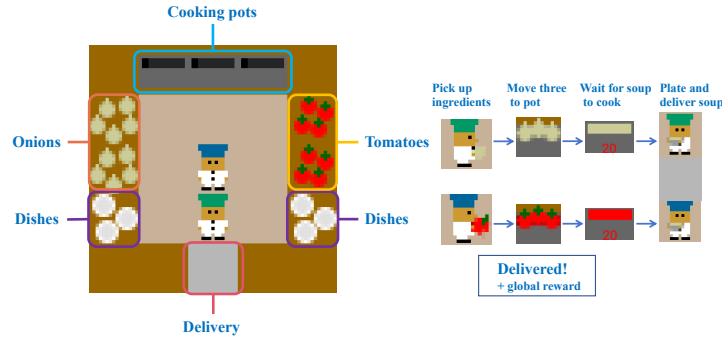 Cooking pots
Onions
Tomatoes
Dishes
Dishes
Delivery
Pick up
ingredients
Move three
to pot
Wait for soup
to cook
Plate and
deliver soup
20
20
Delivered!
+ global reward